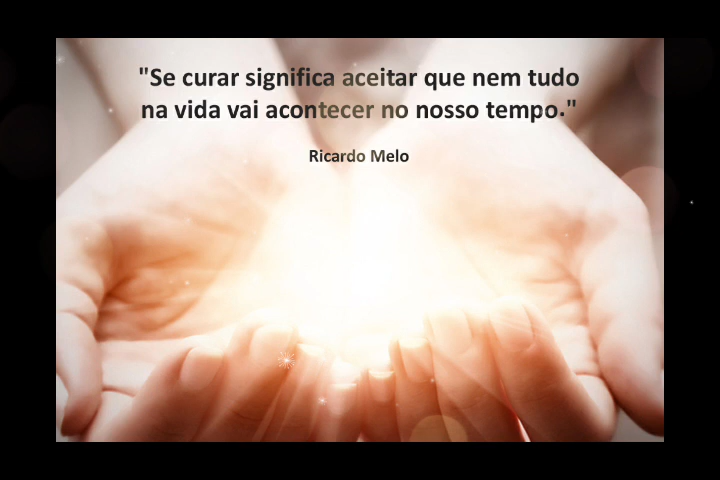 "Se curar significa aceitar que nem tudo
na vida vai acontecer no nosso tempo."
Ricardo Melo